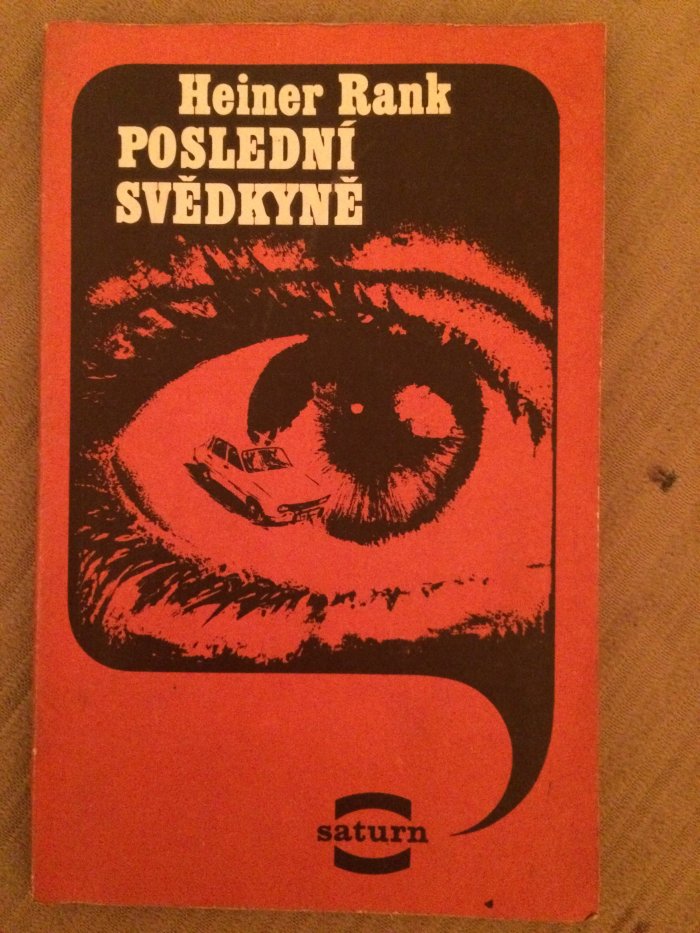 Heiner Rank
POSLEDNÍ
SVĚDKYNĚ
saturn